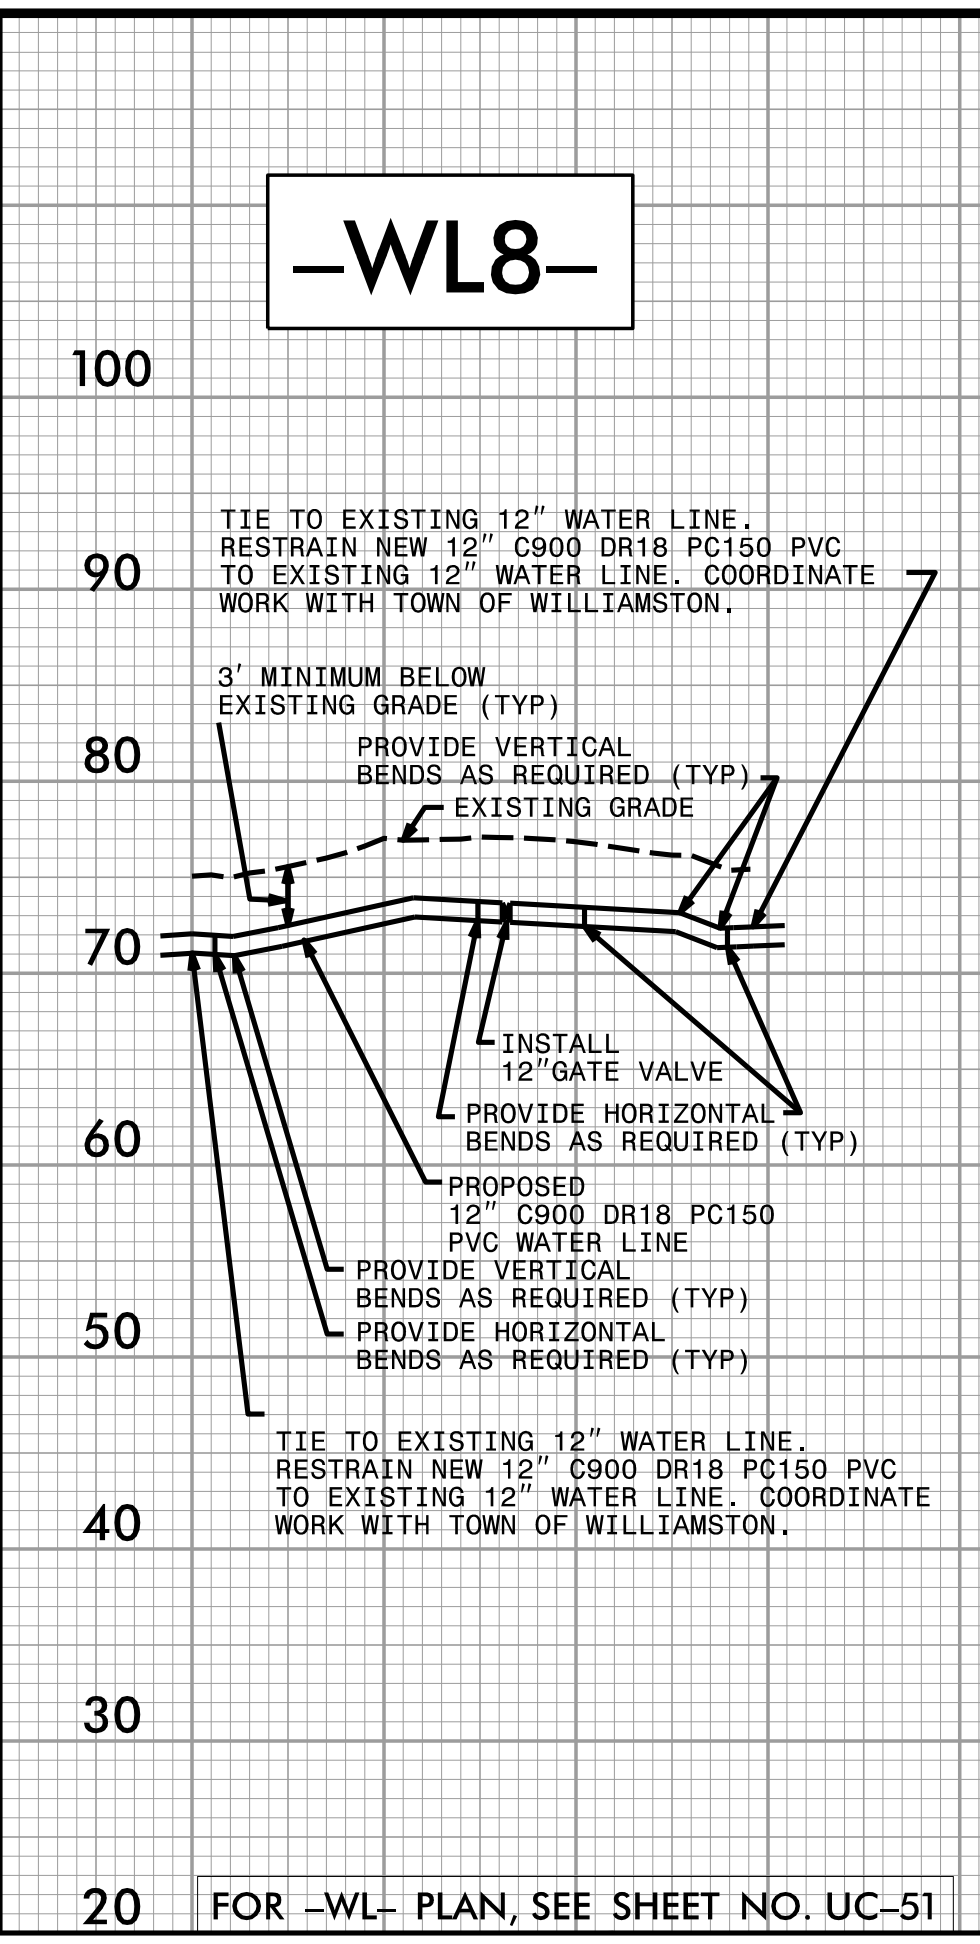 –WL8–
100
TIE TO EXISTING 12" WATER LINE.
RESTRAIN NEW 12" C900 DR18 PC150 PVC
TO EXISTING 12" WATER LINE. COORDINATE
WORK WITH TOWN OF WILLIAMSTON.
90
3' MINIMUM BELOW
EXISTING GRADE (TYP)
PROVIDE VERTICAL
BENDS AS REQUIRED (TYP)
80
EXISTING GRADE
70
INSTALL
12"GATE VALVE
PROVIDE HORIZONTAL
BENDS AS REQUIRED (TYP)
60
PROPOSED
12" C900 DR18 PC150
PVC WATER LINE
PROVIDE VERTICAL
BENDS AS REQUIRED (TYP)
PROVIDE HORIZONTAL
BENDS AS REQUIRED (TYP)
50
TIE TO EXISTING 12" WATER LINE.
RESTRAIN NEW 12" C900 DR18 PC150 PVC
TO EXISTING 12" WATER LINE. COORDINATE
WORK WITH TOWN OF WILLIAMSTON.
40
30
20
FOR –WL– PLAN, SEE SHEET NO. UC–51